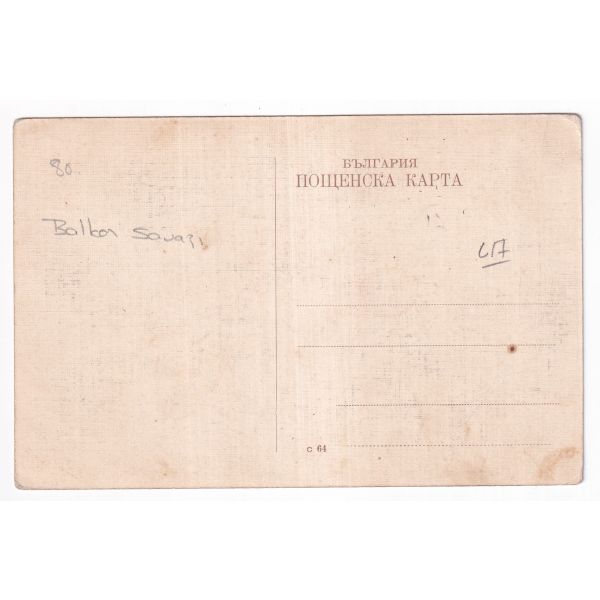 80.
Balkan Savaşı
БЪЛГАРИЯ
ПОЩЕНСКА КАРТА
С 64